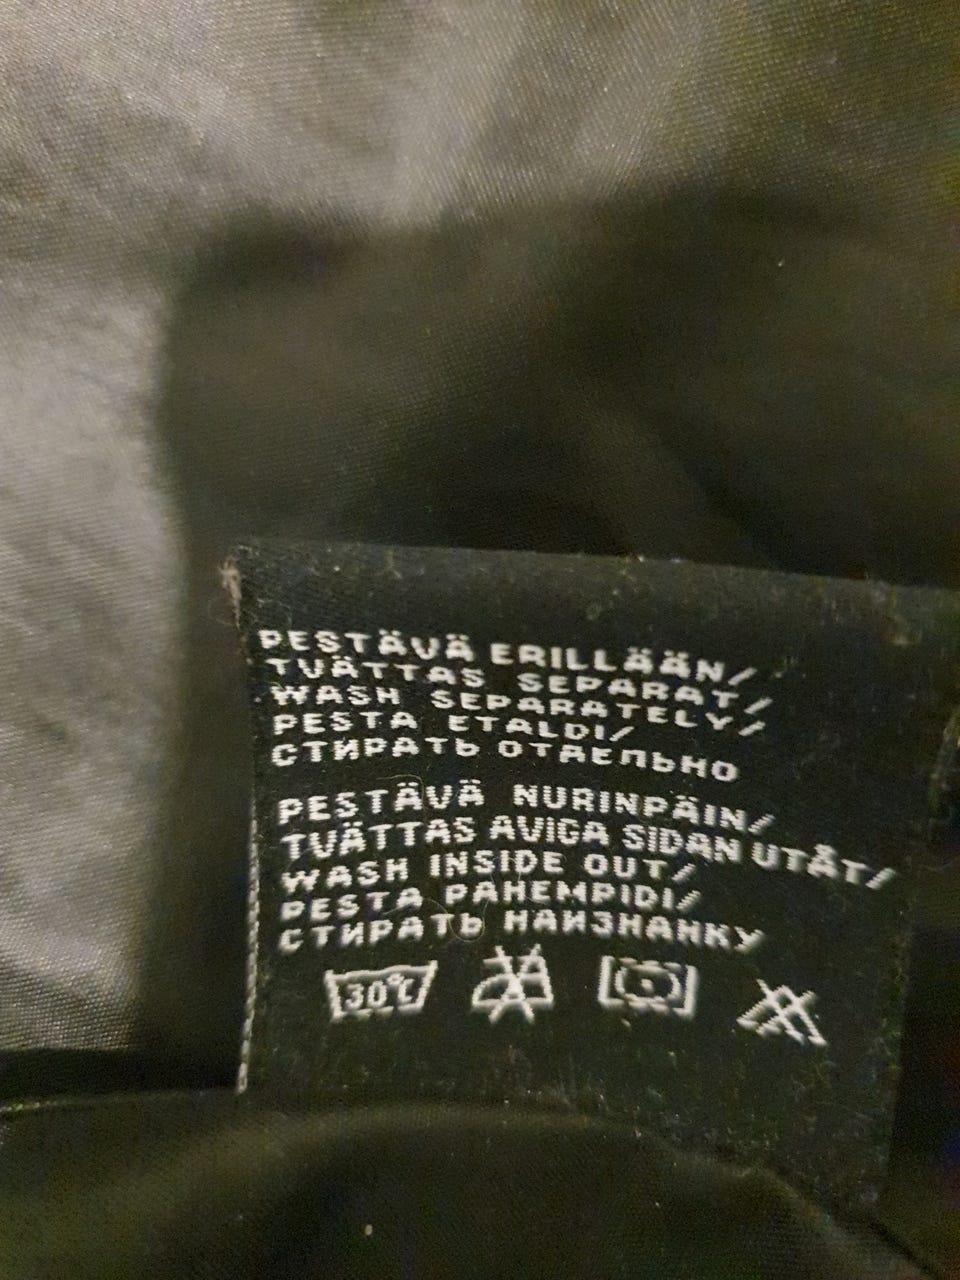 PESTÄVÄ ERILLÄÄN/
TVÄTTAS SEPARAT/
WASH SEPARATELY/
PESTA ETALDI/
СТИРАТЬ ОТДЕЛЬНО
PESTÄVÄ NURINPÄIN/
TVÄTTAS AVIGA SIDAN UTÅT/
WASH INSIDE OUT/
PESTA PAHEMPIDI/
СТИРАТЬ НАИЗНАНКУ
30°C